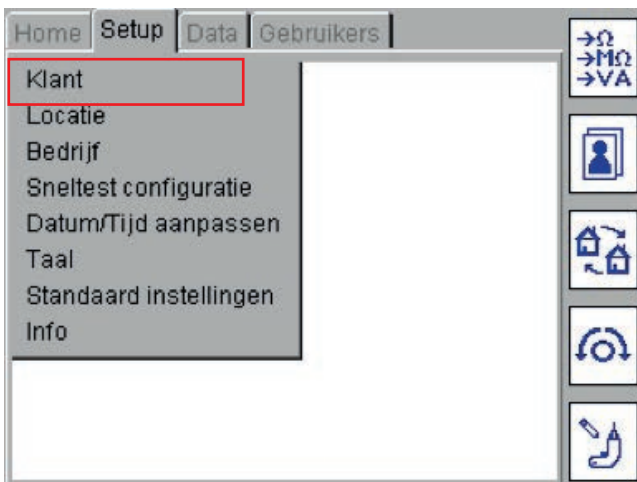 Home Setup Data Gebruikers
Klant
Locatie
Bedrijf
Sneltest configuratie
Datum/Tijd aanpassen
Taal
Standaard instellingen
Info
→Ω
→MΩ
→VA